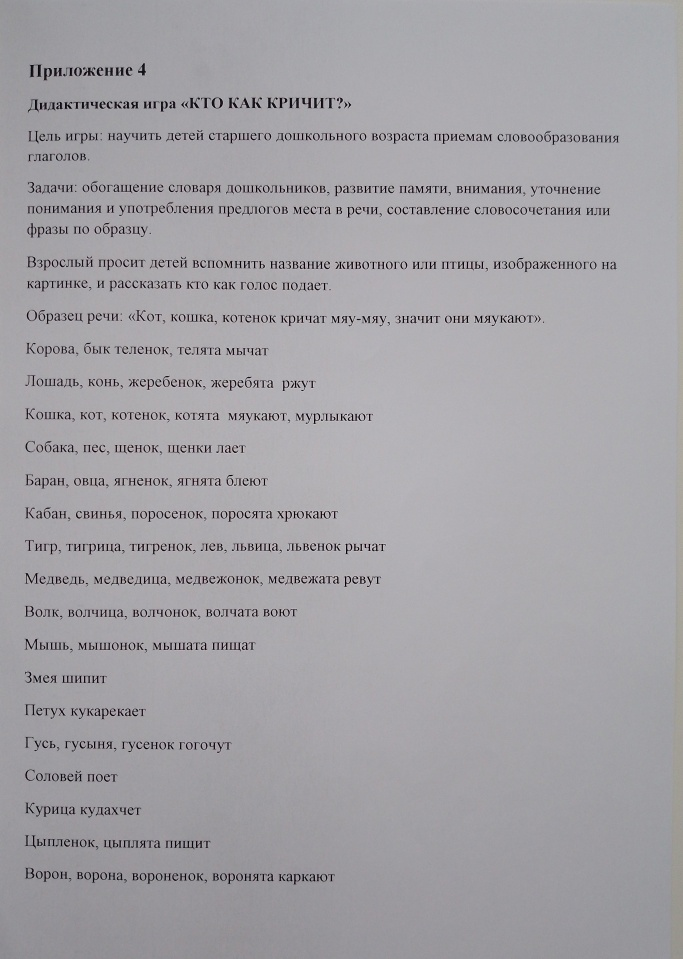 Приложение 4
Дидактическая игра «КТО КАК КРИЧИТ?»
Цель игры: научить детей старшего дошкольного возраста приемам словообразования
глаголов.
Задачи: обогащение словаря дошкольников, развитие памяти, внимания, уточнение
понимания и употребления предлогов места в речи, составление словосочетания или
фразы по образцу.
Взрослый просит детей вспомнить название животного или птицы, изображенного на
картинке, и рассказать кто как голос подает.
Образец речи: «Кот, кошка, котенок кричат мяу-мяу, значит они мяукают».
Корова, бык теленок, телята мычат
Лошадь, конь, жеребенок, жеребята ржут
Кошка, кот, котенок, котята мяукают, мурлыкают
Собака, пес, щенок, щенки лает
Баран, овца, ягненок, ягнята блеют
Кабан, свинья, поросенок, поросята хрюкают
Тигр, тигрица, тигренок, лев, львица, львенок рычат
Медведь, медведица, медвежонок, медвежата ревут
Волк, волчица, волчонок, волчата воют
Мышь, мышонок, мышата пищат
Змея шипит
Петух кукарекает
Гусь, гусыня, гусенок гогочут
Соловей поет
Курица кудахчет
Цыпленок, цыплята пищит
Ворон, ворона, вороненок, воронята каркают